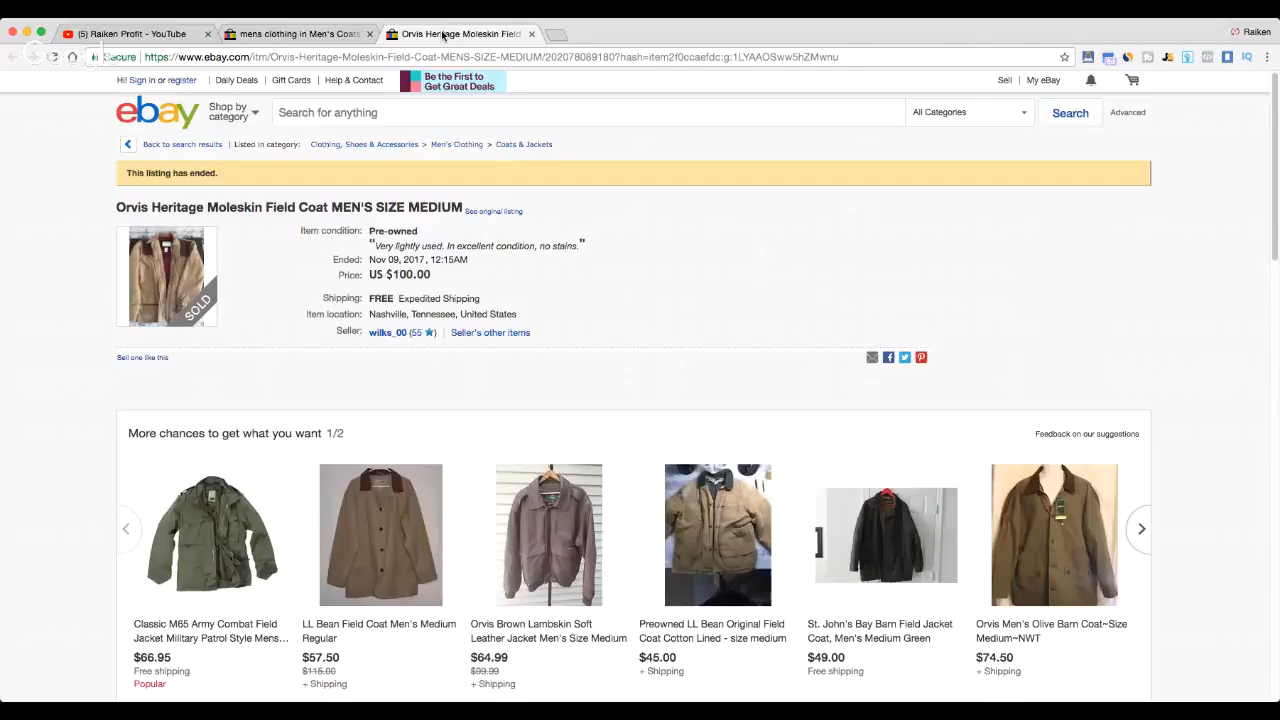 (5) Raiken Profit - YouTube
mens clothing in Men's Coats
Orvis Heritage Moleskin Field
Raiken
Secure
https://www.ebay.com/itm/Orvis-Heritage-Moleskin-Field-Coat-MENS-SIZE-MEDIUM/202078089180?hash=item2f0ccaefdc:g:1LYAAOSww5hZMwnu
Hi! Sign in or register
Daily Deals
Gift Cards
Help & Contact
Be the First to
Get Great Deals
Sell
My eBay
ebay
Shop by
category
Search for anything
All Categories
Search
Advanced
Back to search results | Listed in category: Clothing, Shoes & Accessories > Men's Clothing > Coats & Jackets
This listing has ended.
Orvis Heritage Moleskin Field Coat MEN'S SIZE MEDIUM See original listing
SOLD
Item condition: Pre-owned
"Very lightly used. In excellent condition, no stains."
Ended: Nov 09, 2017 , 12:15AM
Price: US $100.00
Shipping: FREE Expedited Shipping
Item location: Nashville, Tennessee, United States
Seller: wilks_00 (55 ) | Seller's other items
Sell one like this
More chances to get what you want 1/2
Feedback on our suggestions
Classic M65 Army Combat Field
Jacket Military Patrol Style Mens...
$66.95
Free shipping
Popular
LL Bean Field Coat Men's Medium
Regular
$57.50
$115.00
+ Shipping
Orvis Brown Lambskin Soft
Leather Jacket Men's Size Medium
$64.99
$99.99
+ Shipping
Preowned LL Bean Original Field
Coat Cotton Lined - size medium
$45.00
+ Shipping
St. John's Bay Barn Field Jacket
Coat, Men's Medium Green
$49.00
Free shipping
Orvis Men's Olive Barn Coat~Size
Medium~NWT
$74.50
+ Shipping